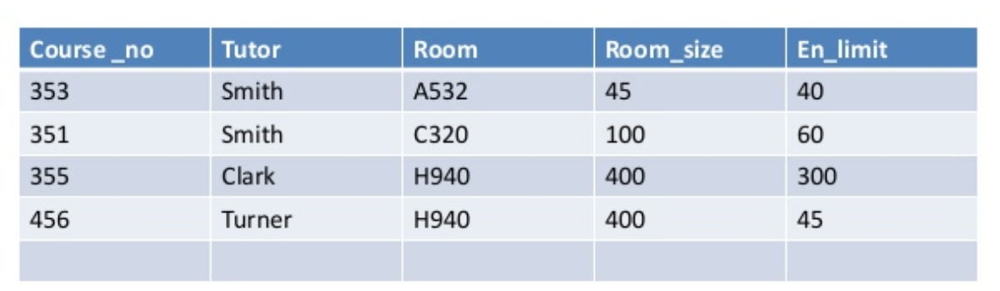 Course _no Tutor Room Room_size En_limit
353 Smith A532 45 40
351 Smith C320 100 60
355 Clark H940 400 300
456 Turner H940 400 45